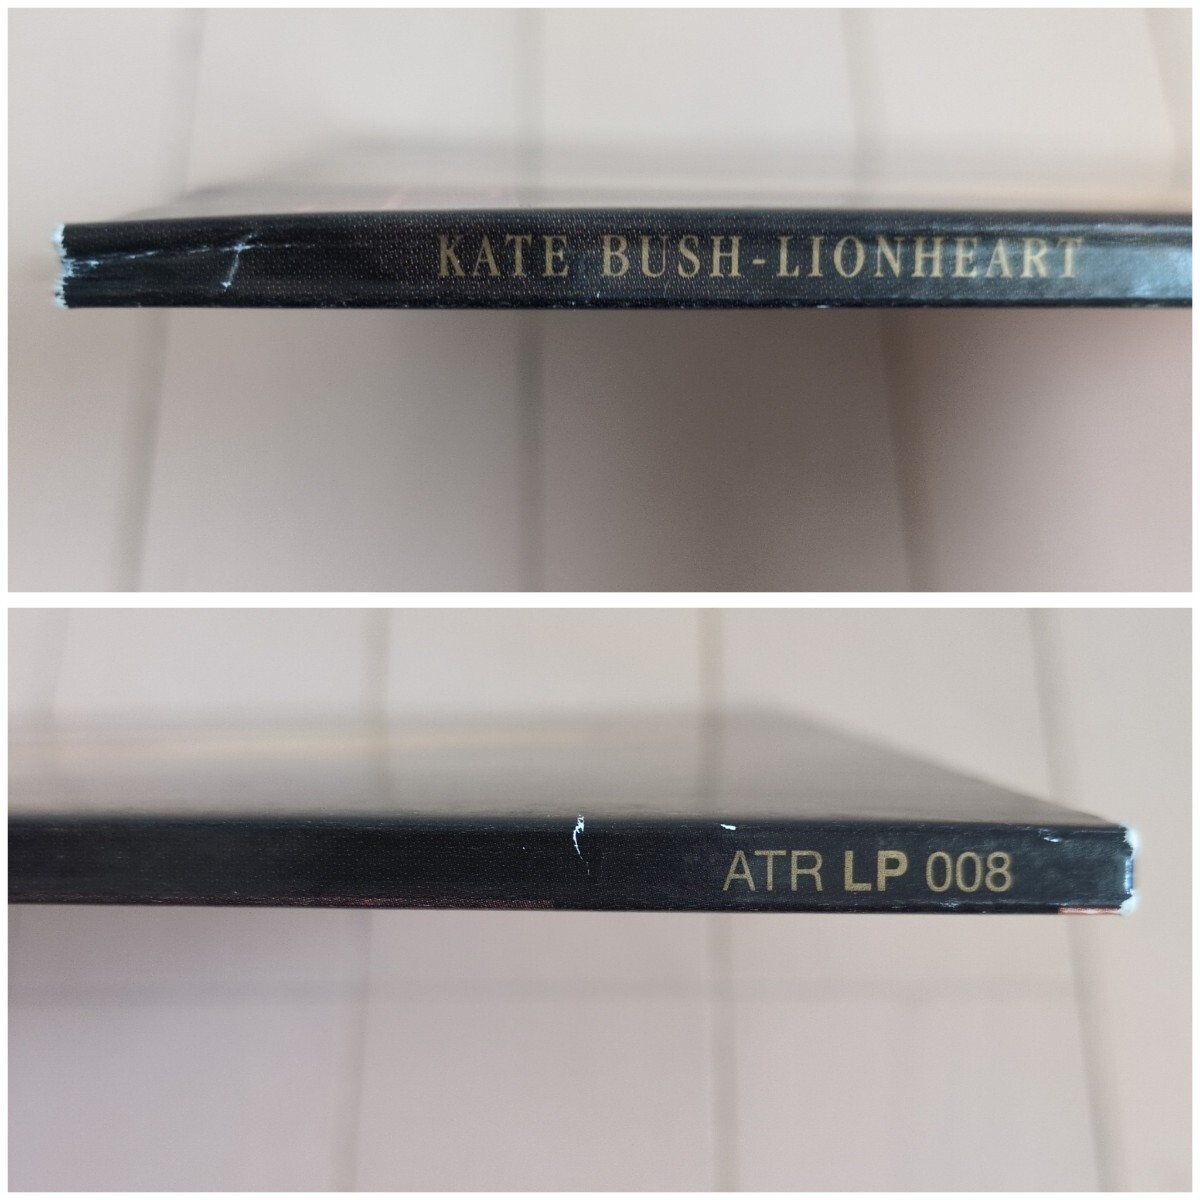 KATE BUSH-LIONHEART
ATR LP 008